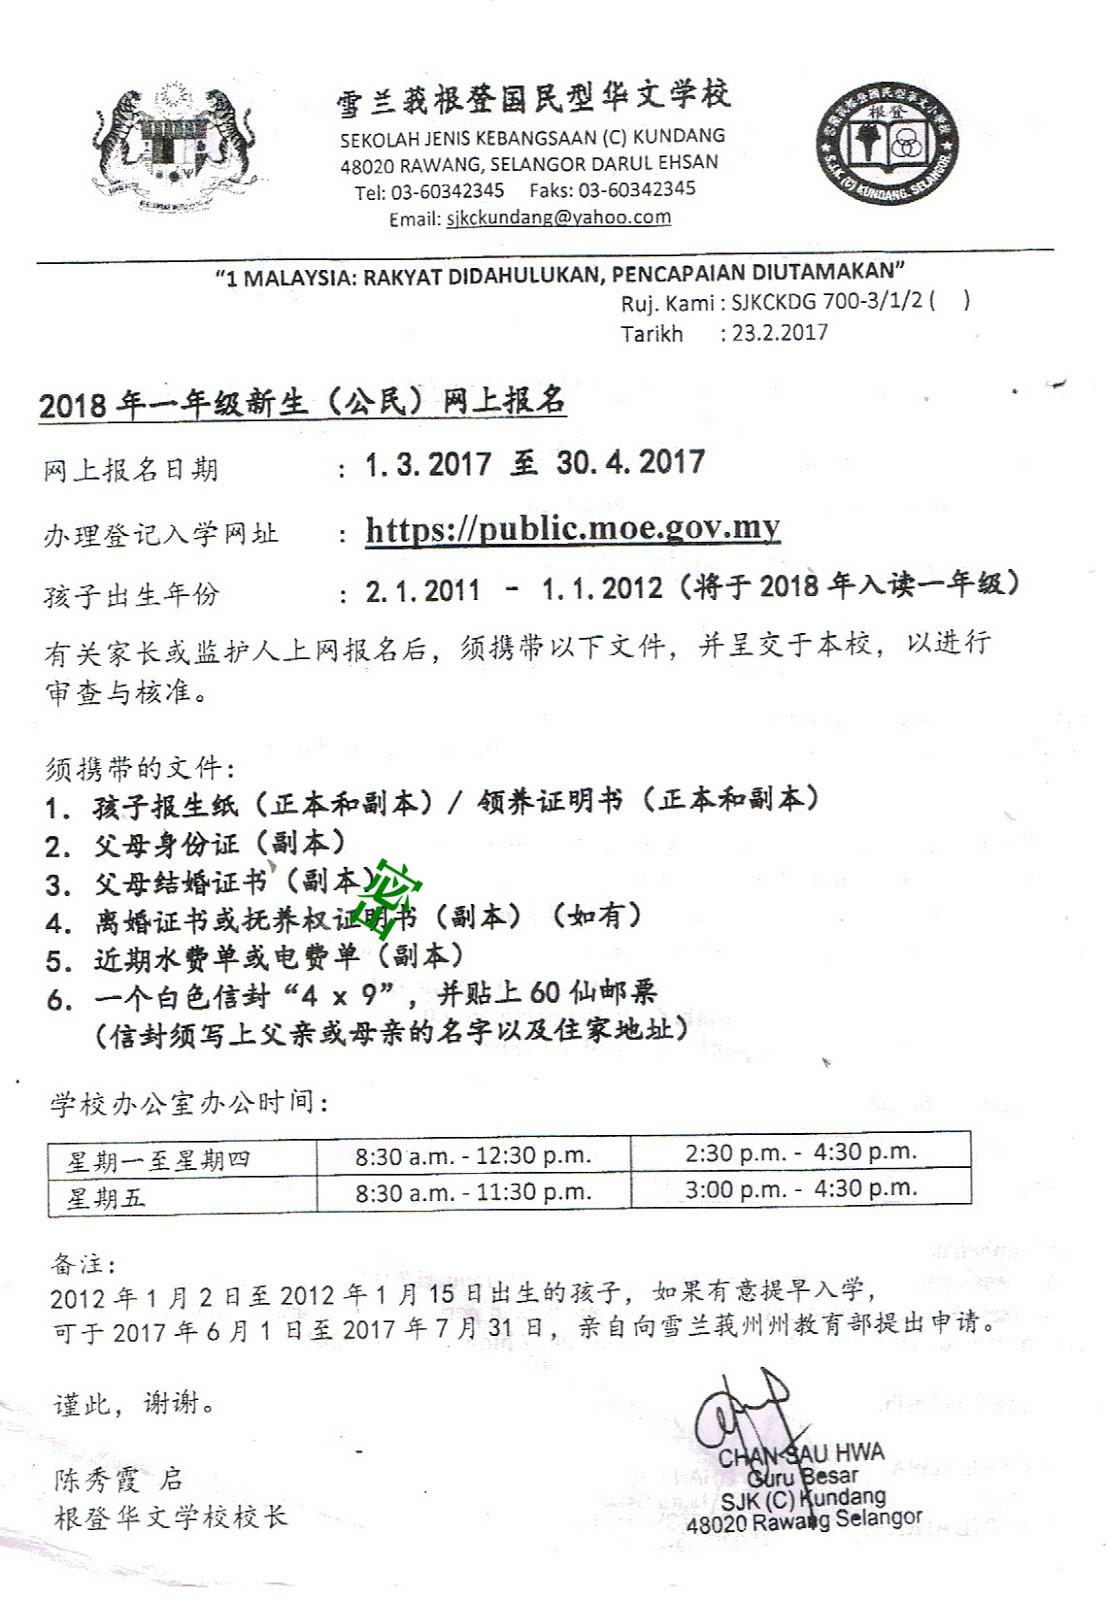 雪兰莪根登国民型华文学校
SEKOLAH JENIS KEBANGSAAN (C) KUNDANG
48020 RAWANG, SELANGOR DARUL EHSAN
Tel: 03-60342345 Faks: 03-60342345
Email: sjkckundang@yahoo.com
根登
S.J.K (C) KUNDANG, SELANGOR.
“1 MALAYSIA: RAKYAT DIDAHULUKAN, PENCAPAIAN DIUTAMAKAN”
Ruj. Kami : SJKCKDG 700-3/1/2 ( )
Tarikh : 23.2.2017
2018 年一年级新生（公民）网上报名
网上报名日期 : 1.3.2017 至 30.4.2017
办理登记入学网址 : https://public.moe.gov.my
孩子出生年份 : 2.1.2011 - 1.1.2012（将于 2018 年入读一年级）
有关家长或监护人上网报名后，须携带以下文件，并呈交于本校，以进行
审查与核准。
须携带的文件：
1. 孩子报生纸（正本和副本）/ 领养证明书（正本和副本）
2. 父母身份证（副本）
3. 父母结婚证书（副本）
密
4. 离婚证书或抚养权证明书（副本）（如有）
5. 近期水费单或电费单（副本）
6. 一个白色信封“4 x 9”，并贴上 60 仙邮票
（信封须写上父亲或母亲的名字以及住家地址）
学校办公室办公时间：
星期一至星期四 8:30 a.m. - 12:30 p.m. 2:30 p.m. - 4:30 p.m.
星期五 8:30 a.m. - 11:30 p.m. 3:00 p.m. - 4:30 p.m.
备注：
2012 年 1 月 2 日至 2012 年 1 月 15 日出生的孩子，如果有意提早入学，
可于 2017 年 6 月 1 日至 2017 年 7 月 31 日，亲自向雪兰莪州州教育部提出申请。
谨此，谢谢。
陈秀霞 启
根登华文学校校长
CHAN SAU HWA
Guru Besar
SJK (C) Kundang
48020 Rawang Selangor